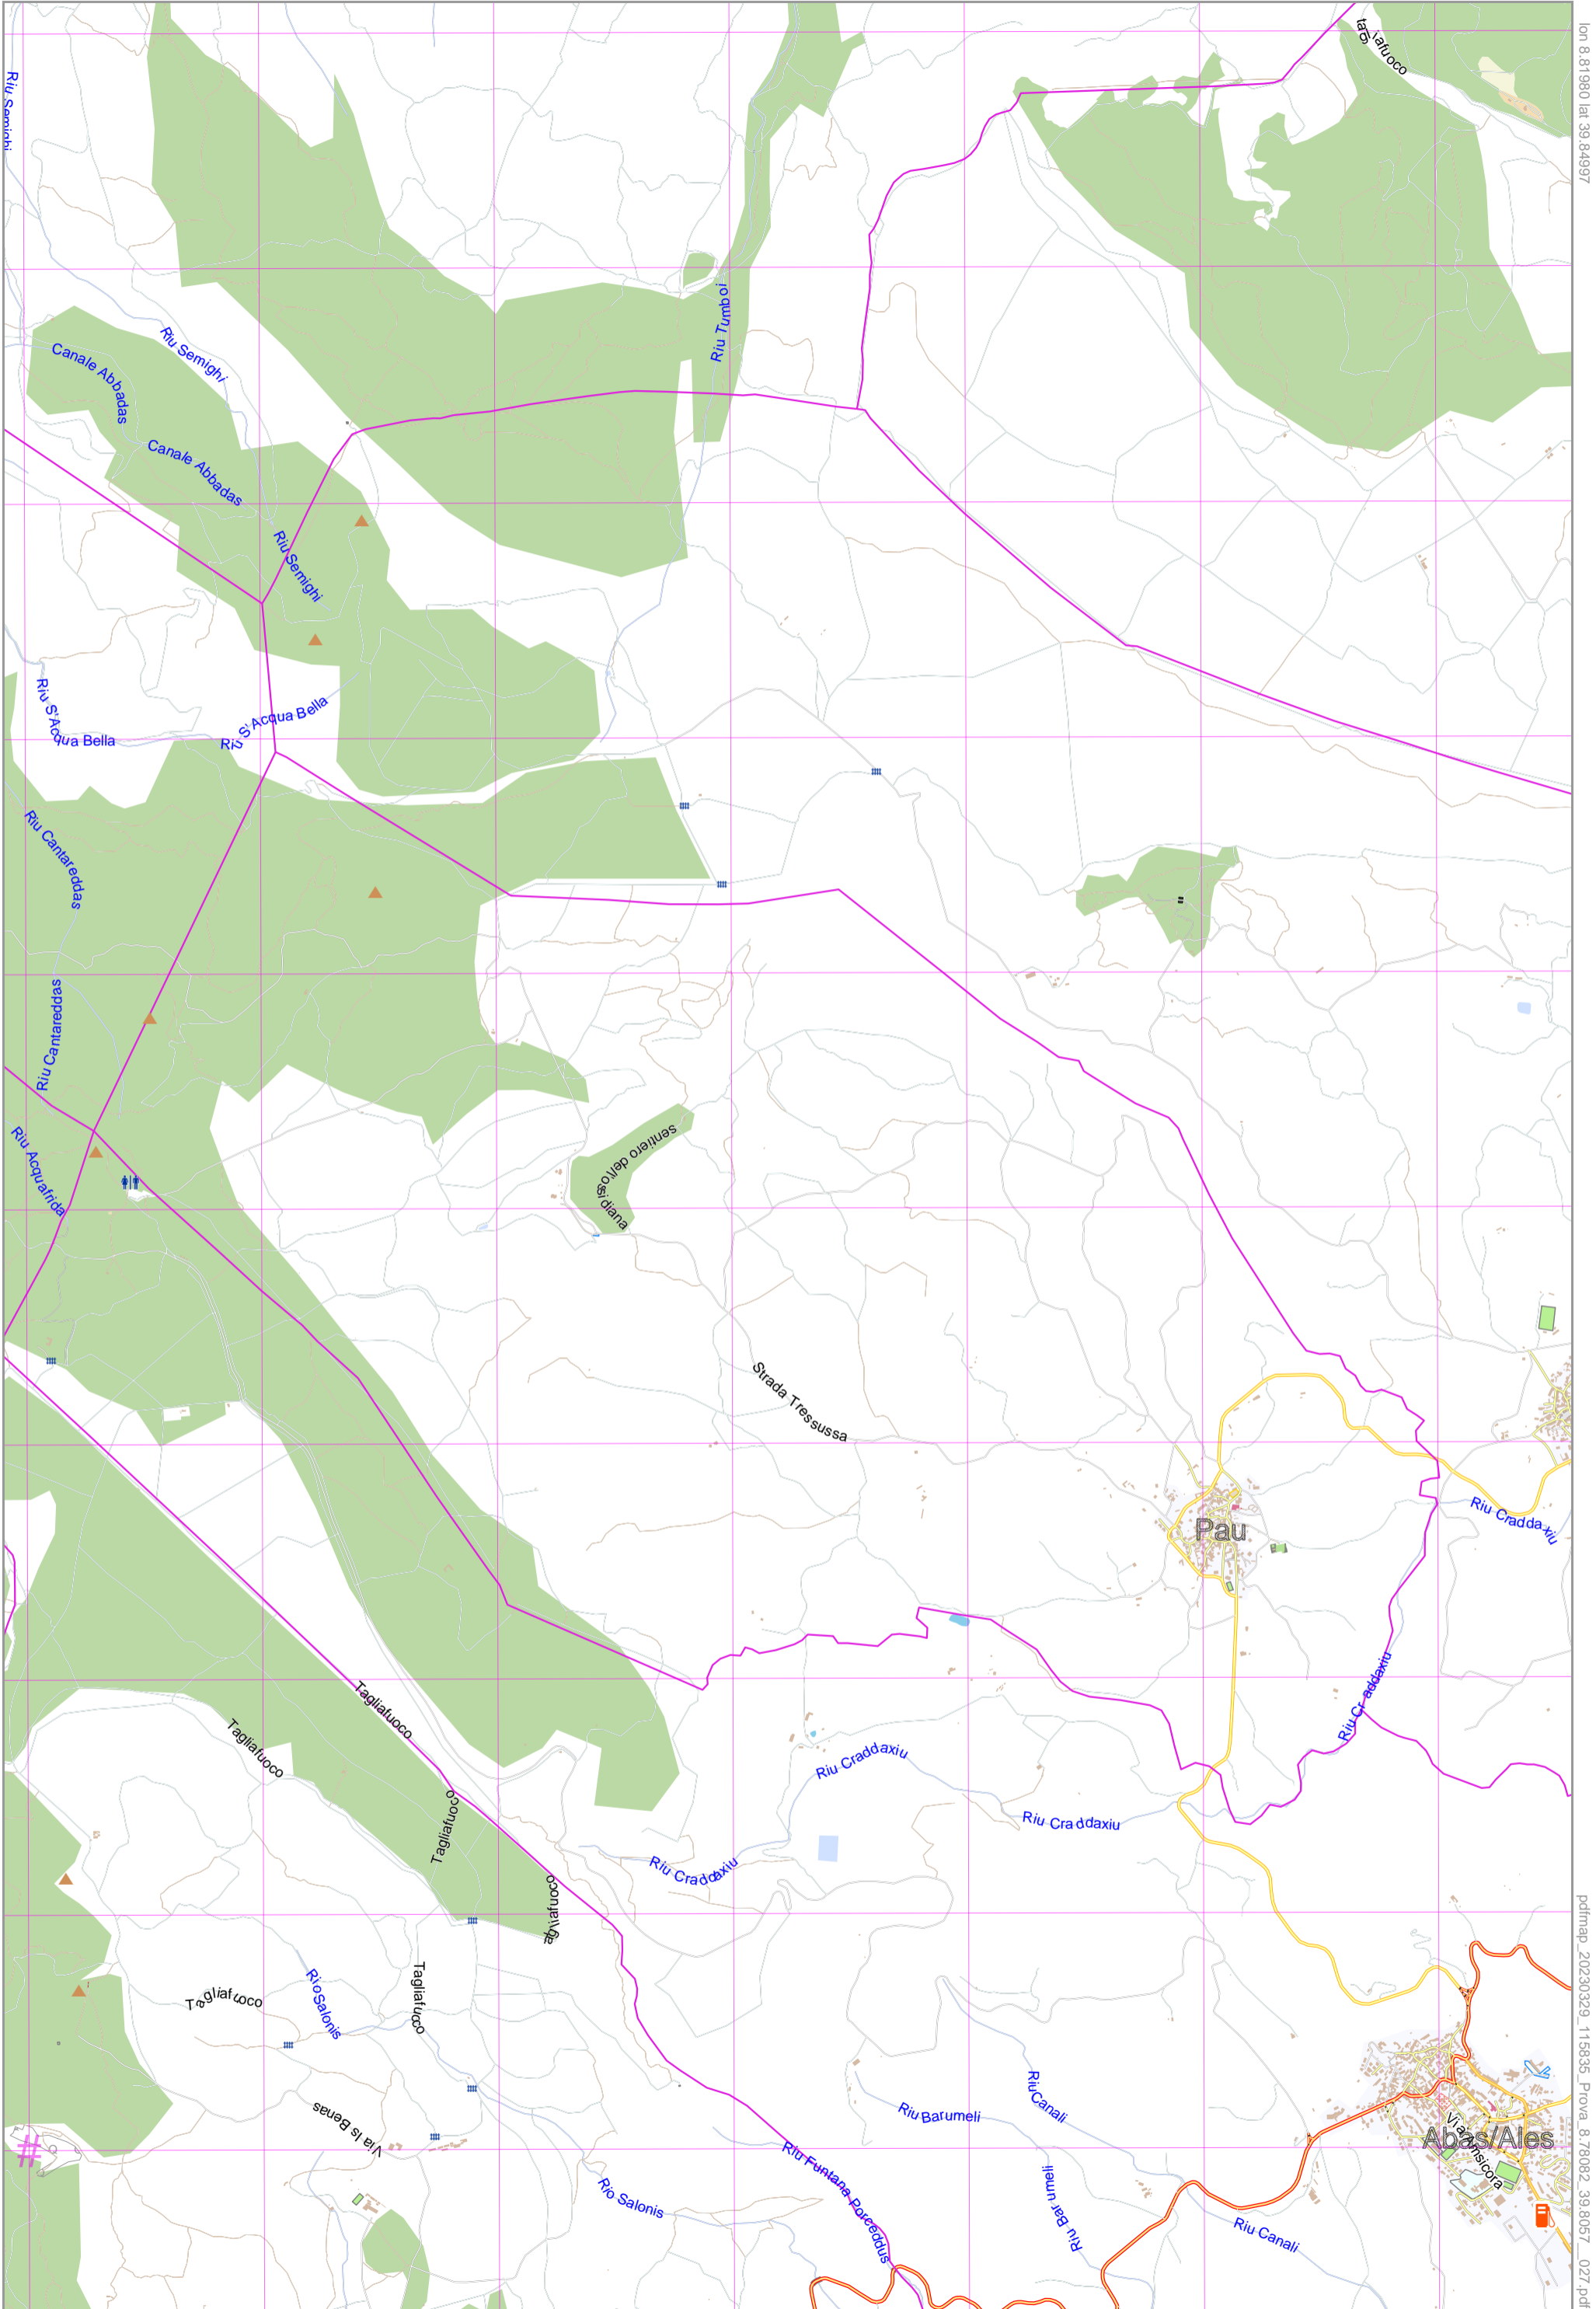 lon 8.81980 lat 39.84997
Riu Semighi
Riu Tumboi
Canale Abbadas
Riu Semighi
Canale Abbadas
Riu Semighi
Riu S'Acqua Bella
Riu S'Acqua Bella
Riu Cantareddas
Riu Cantareddas
Riu Acquafrida
sentiero dell'ossidiana
Strada Tressussa
Riu Craddaxiu
Pau
Riu Craddaxiu
Tagliafuoco
Tagliafuoco
Tagliafuoco
Riu Craddaxiu
Riu Craddaxiu
Riu Craddaxiu
Tagliafuoco
Rio Salonis
Tagliafuoco
Via Is Benas
Riu Canali
Riu Barumeli
Via Amsicora
Abas/Ales
Riu Funtana Porceddus
Rio Salonis
Riu Barumeli
Riu Canali
#
pdfmap_20230329_115835_Prova_8.78082_39.8057__027.pdf